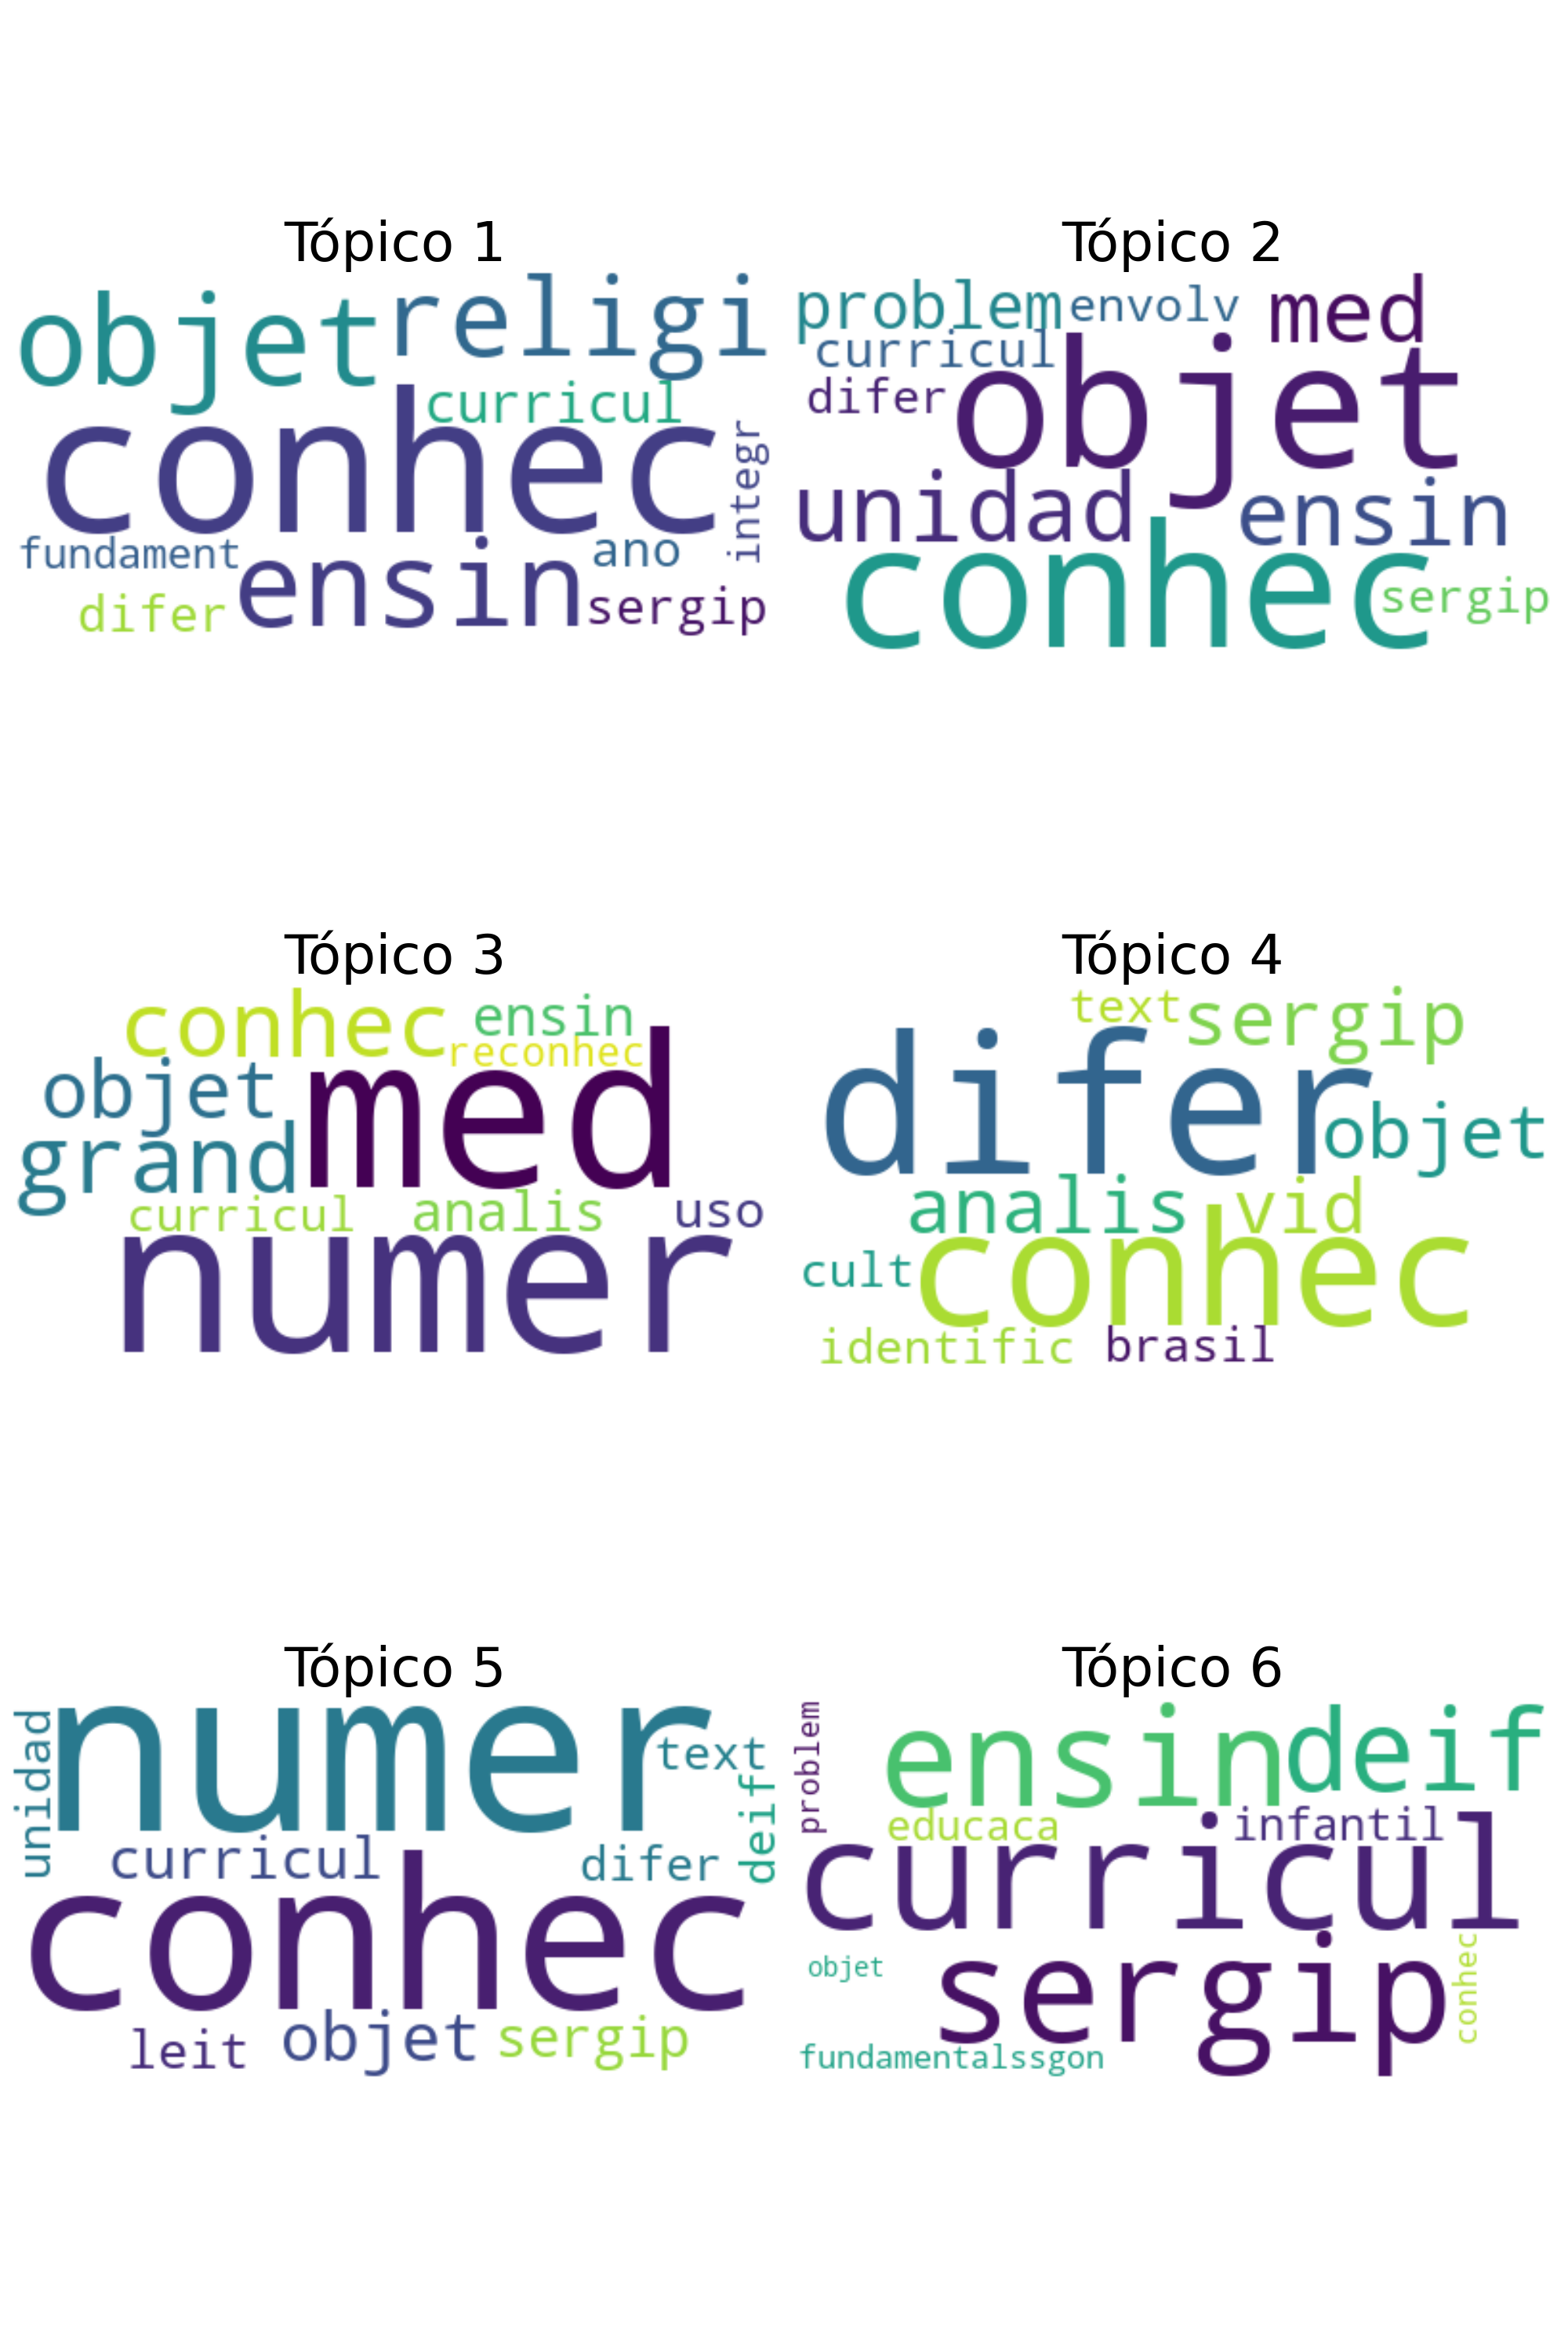 Tópico 1
objet religi
curricul
conhec
integr
fundament
ano
ensin
difer
sergip
Tópico 2
problem envolv med
curricul
difer
objet
unidad
ensin
conhec
sergip
Tópico 3
conhec ensin
reconhec
objet
med
grand
curricul analis uso
numer
Tópico 4
text sergip
difer
objet
analis vid
cult
conhec
identific brasil
Tópico 5
unidad
numer
text
deif
curricul
difer
conhec
leit objet sergip
Tópico 6
problem
ensin deif
educaca infantil
curricul
sergip
conhec
objet
fundamentalssgon